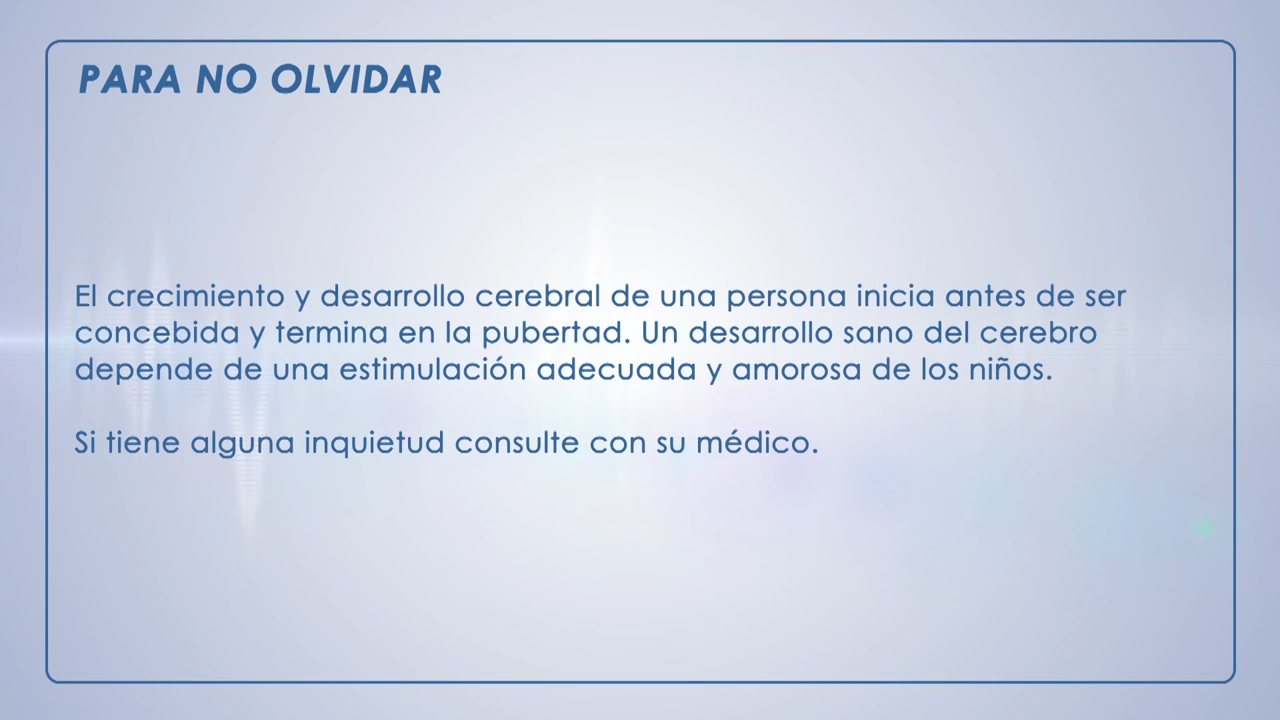 PARA NO OLVIDAR
El crecimiento y desarrollo cerebral de una persona inicia antes de ser
concebida y termina en la pubertad. Un desarrollo sano del cerebro
depende de una estimulación adecuada y amorosa de los niños.
Si tiene alguna inquietud consulte con su médico.